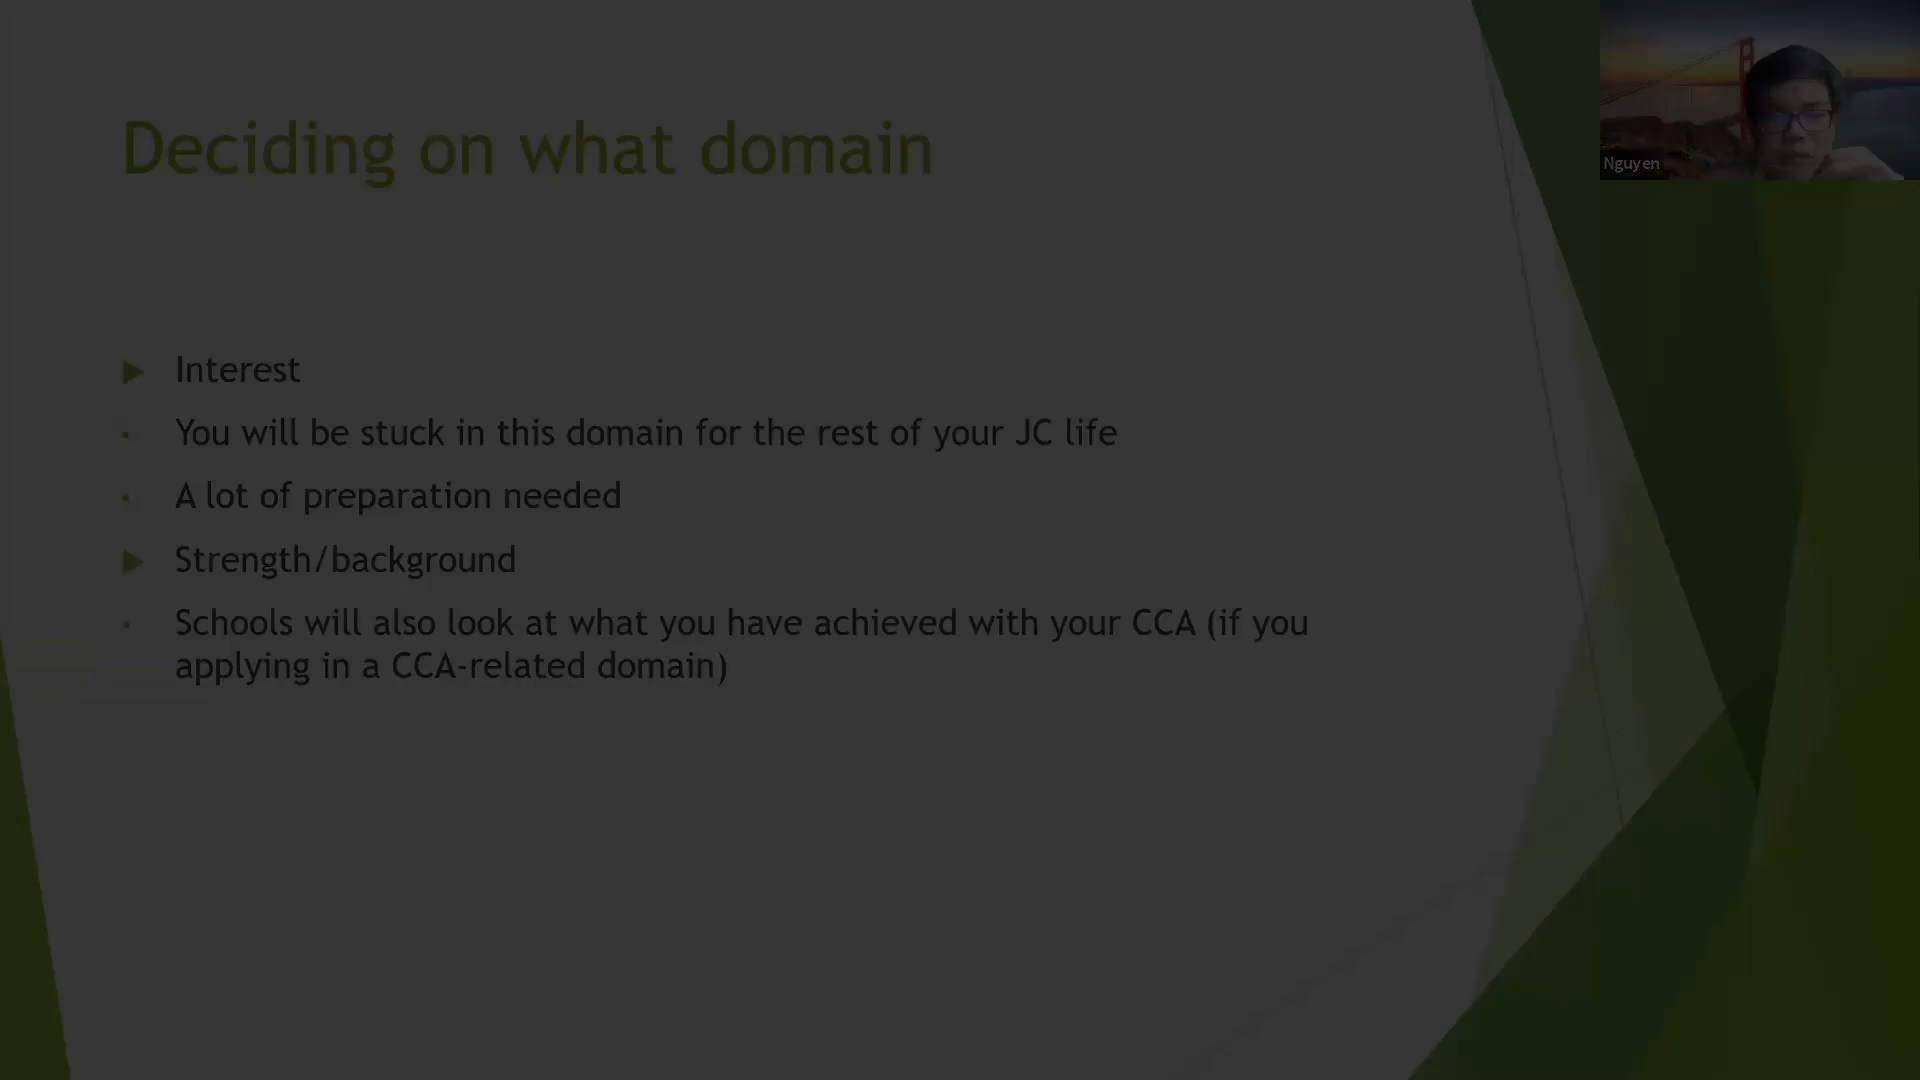 Deciding on what domain
Nguyen
Interest
You will be stuck in this domain for the rest of your JC life
A lot of preparation needed
Strength/background
Schools will also look at what you have achieved with your CCA (if you
applying in a CCA-related domain)